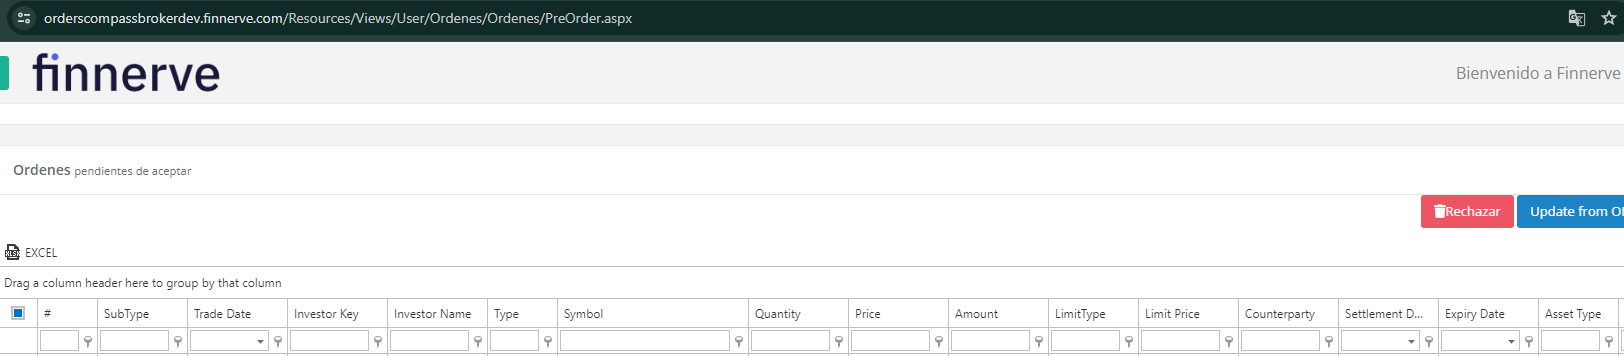 orderscompassbrokerdev.finnerve.com/Resources/Views/User/Ordenes/Ordenes/PreOrder.aspx
finnerve
Bienvenido a Finnerve
Ordenes pendientes de aceptar
Rechazar Update from
EXCEL
Drag a column header here to group by that column
# SubType Trade Date Investor Key Investor Name Type Symbol Quantity Price Amount LimitType Limit Price Counterparty Settlement D... Expiry Date Asset Type